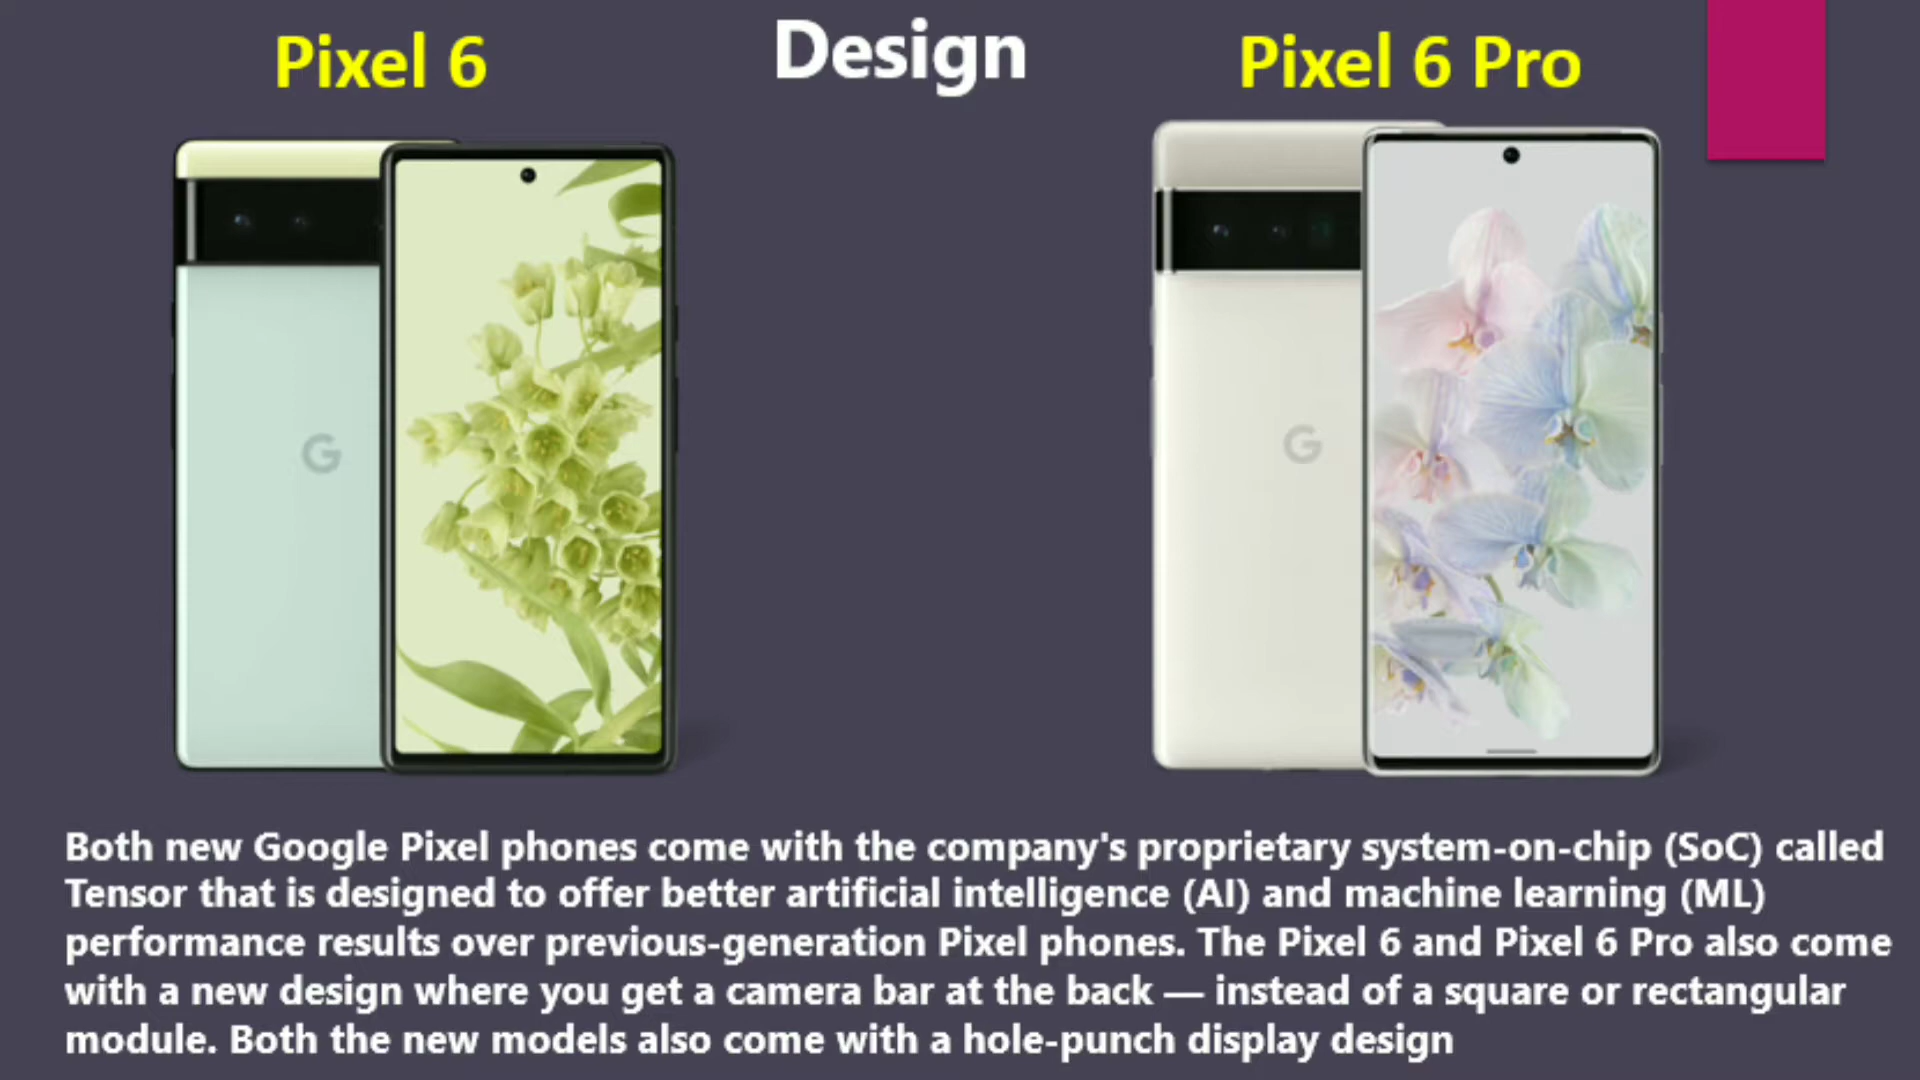 Pixel 6
Design
Pixel 6 Pro
G
G
Both new Google Pixel phones come with the company's proprietary system-on-chip (SoC) called
Tensor that is designed to offer better artificial intelligence (AI) and machine learning (ML)
performance results over previous-generation Pixel phones. The Pixel 6 and Pixel 6 Pro also come
with a new design where you get a camera bar at the back — instead of a square or rectangular
module. Both the new models also come with a hole-punch display design